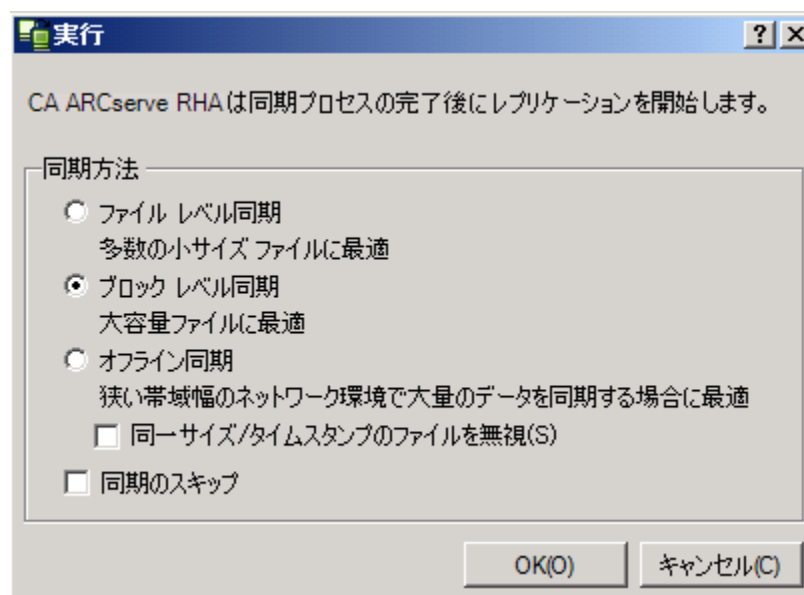 実行
CA ARCserve RHAは同期プロセスの完了後にレプリケーションを開始します。
同期方法
ファイル レベル同期
多数の小サイズ ファイルに最適
ブロック レベル同期
大容量ファイルに最適
オフライン同期
狭い帯域幅のネットワーク環境で大量のデータを同期する場合に最適
同一サイズ/タイムスタンプのファイルを無視(S)
同期のスキップ
OK(O)
キャンセル(C)